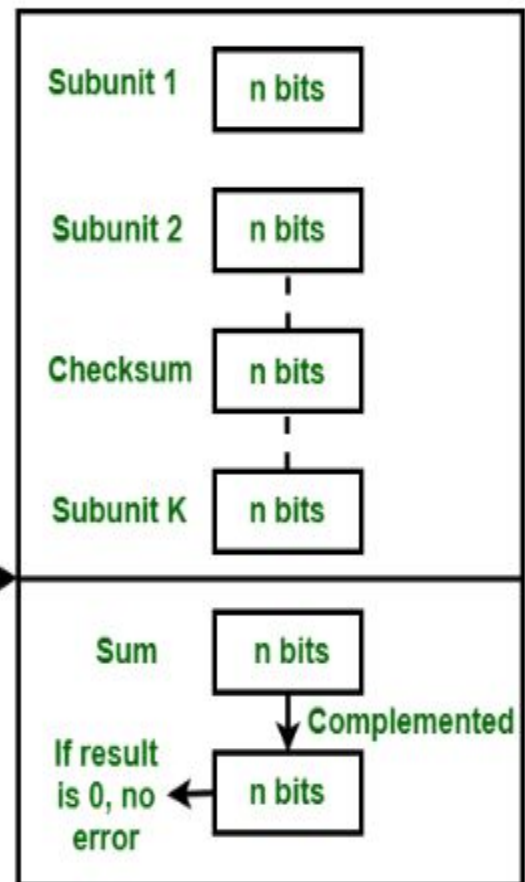 Subunit 1 n bits
Subunit 2 n bits
Checksum n bits
Subunit K n bits
Sum n bits
Complemented
If result
is 0, no
error
n bits